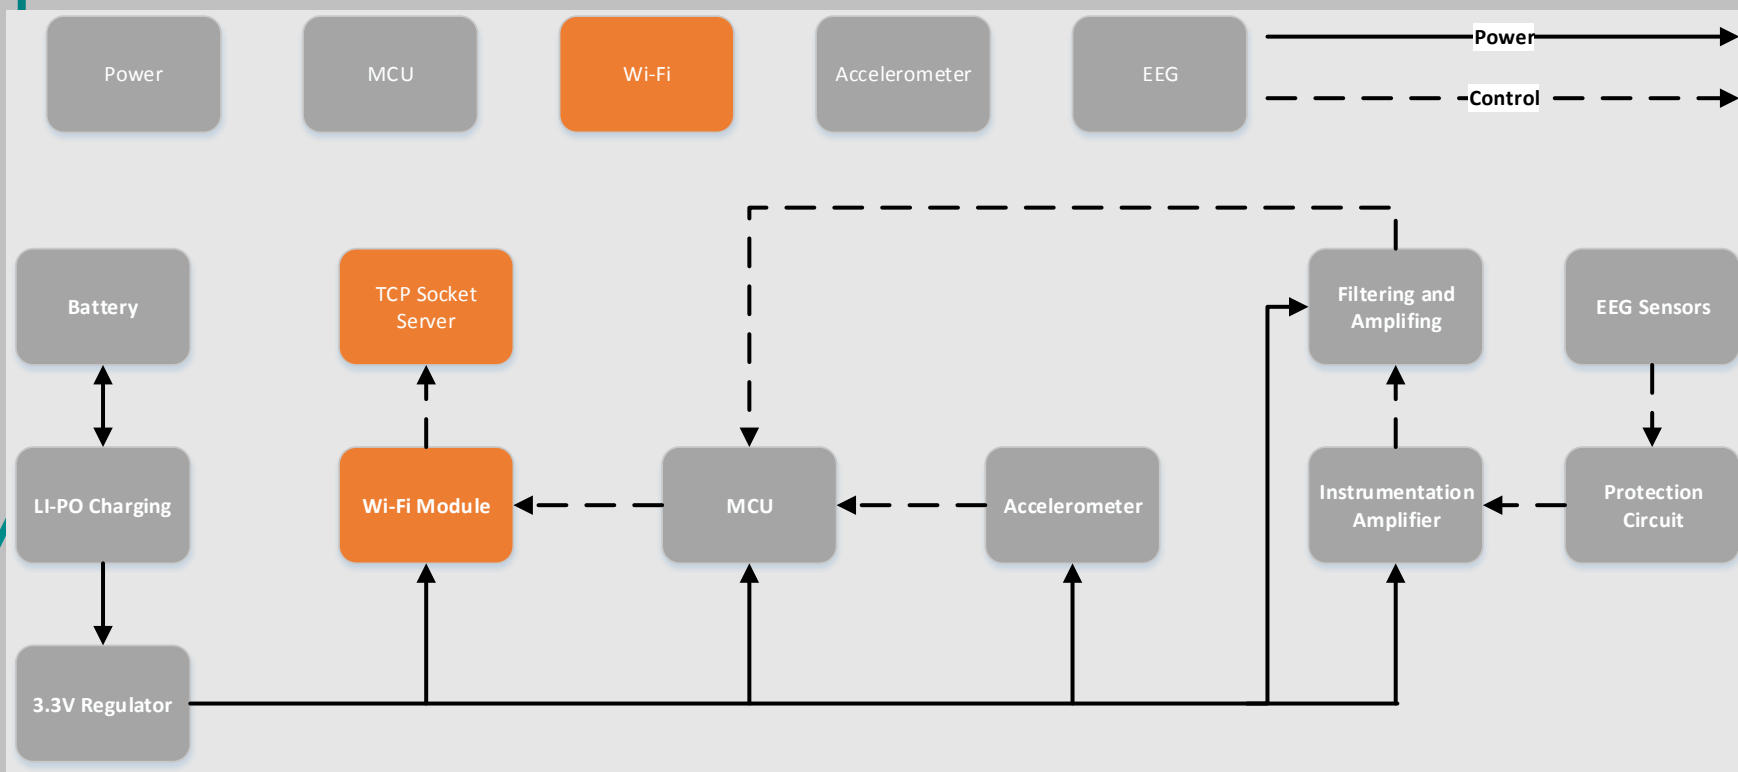 Power
MCU
Wi-Fi
Accelerometer
EEG
Power
Control
Battery
TCP Socket
Server
Filtering and
Amplifing
EEG Sensors
LI-PO Charging
Wi-Fi Module
MCU
Accelerometer
Instrumentation
Amplifier
Protection
Circuit
3.3V Regulator